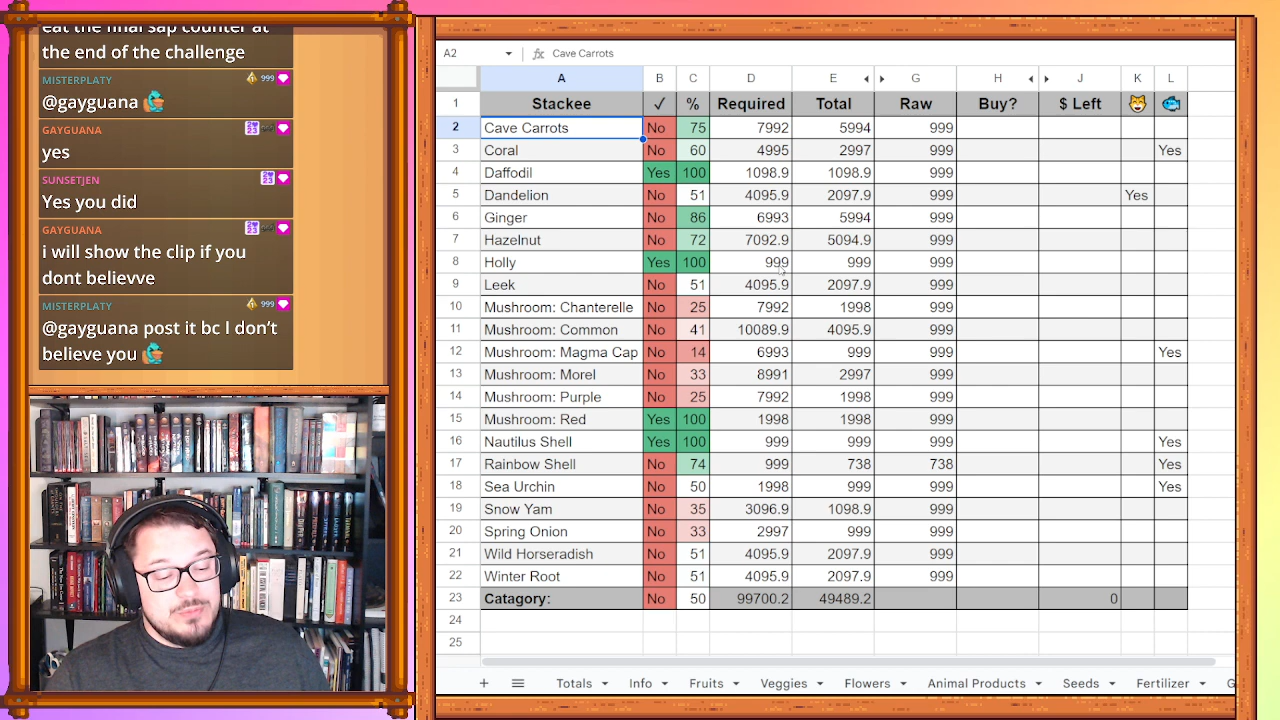 eat the final sap counter at
the end of the challenge
MISTERPLATY 999
@gayguana
GAYGUANA
yes
SUNSETJEN
Yes you did
GAYGUANA
i will show the clip if you
dont believve
MISTERPLATY 999
@gayguana post it bc I don't
believe you
A2 fx Cave Carrots
A B C D E G H J K L
1 Stackee ✓ % Required Total Raw Buy? $ Left
2 Cave Carrots No 75 7992 5994 999
3 Coral No 60 4995 2997 999 Yes
4 Daffodil Yes 100 1098.9 1098.9 999
5 Dandelion No 51 4095.9 2097.9 999 Yes
6 Ginger No 86 6993 5994 999
7 Hazelnut No 72 7092.9 5094.9 999
8 Holly Yes 100 999 999 999
9 Leek No 51 4095.9 2097.9 999
10 Mushroom: Chanterelle No 25 7992 1998 999
11 Mushroom: Common No 41 10089.9 4095.9 999
12 Mushroom: Magma Cap No 14 6993 999 999 Yes
13 Mushroom: Morel No 33 8991 2997 999
14 Mushroom: Purple No 25 7992 1998 999
15 Mushroom: Red Yes 100 1998 1998 999
16 Nautilus Shell Yes 100 999 999 999 Yes
17 Rainbow Shell No 74 999 738 738 Yes
18 Sea Urchin No 50 1998 999 999 Yes
19 Snow Yam No 35 3096.9 1098.9 999
20 Spring Onion No 33 2997 999 999
21 Wild Horseradish No 51 4095.9 2097.9 999
22 Winter Root No 51 4095.9 2097.9 999
23 Catagory: No 50 99700.2 49489.2 0
24
25
+ Totals Info Fruits Veggies Flowers Animal Products Seeds Fertilizer